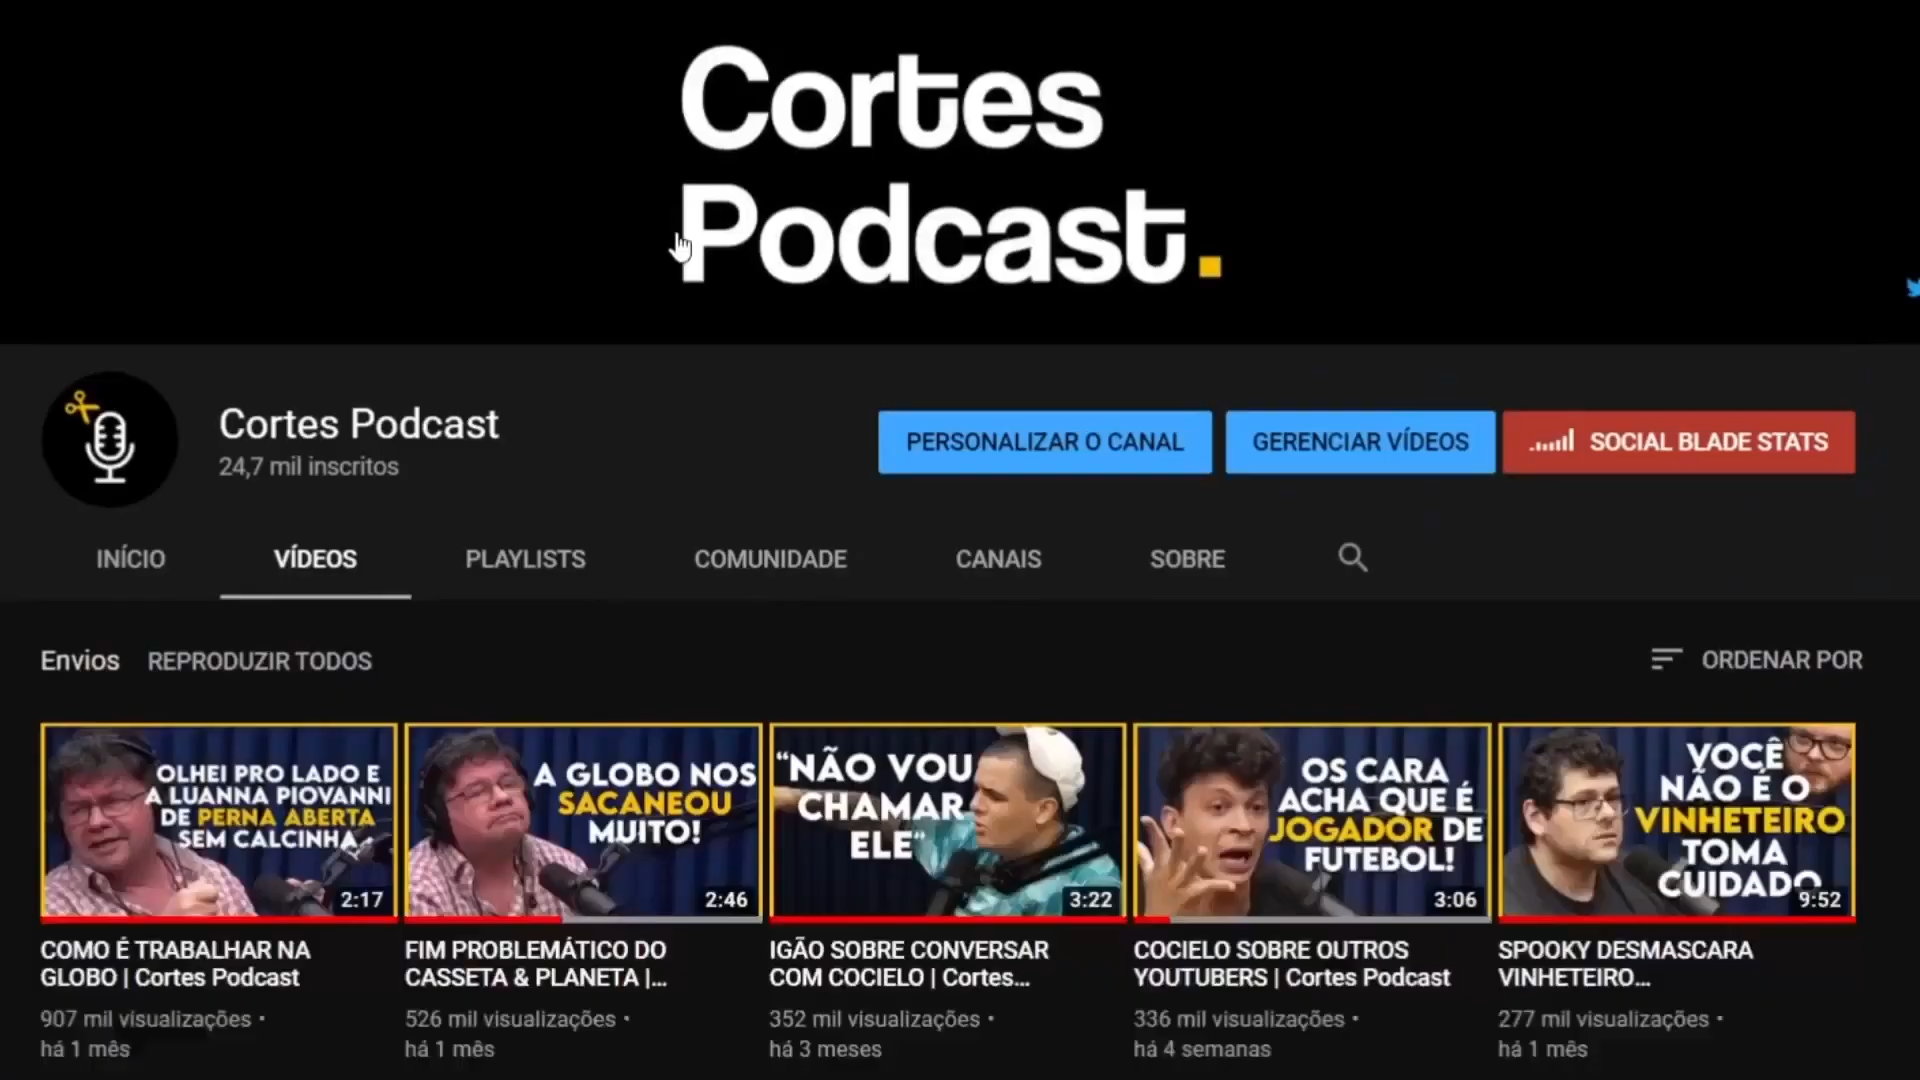 Cortes
Podcast.
Cortes Podcast
24,7 mil inscritos
PERSONALIZAR O CANAL
GERENCIAR VÍDEOS
SOCIAL BLADE STATS
INÍCIO
VÍDEOS
PLAYLISTS
COMUNIDADE
CANAIS
SOBRE
Envios
REPRODUZIR TODOS
ORDENAR POR
OLHEI PRO LADO E
A LUANNA PIOVANNI
DE PERNA ABERTA
SEM CALCINHA
2:17
COMO É TRABALHAR NA
GLOBO | Cortes Podcast
907 mil visualizações •
há 1 mês
A GLOBO NOS
SACANEOU
MUITO!
2:46
FIM PROBLEMÁTICO DO
CASSETA & PLANETA |...
526 mil visualizações •
há 1 mês
“NÃO VOU
CHAMAR
ELE”
3:22
IGÃO SOBRE CONVERSAR
COM COCIELO | Cortes...
352 mil visualizações •
há 3 meses
OS CARA
ACHA QUE É
JOGADOR DE
FUTEBOL!
3:06
COCIELO SOBRE OUTROS
YOUTUBERS | Cortes Podcast
336 mil visualizações •
há 4 semanas
VOCÊ
NÃO É O
VINHETEIRO
TOMA
CUIDADO
9:52
SPOOKY DESMASCARA
VINHETEIRO...
277 mil visualizações •
há 1 mês